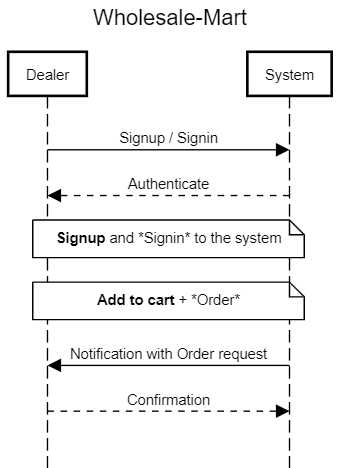 Wholesale-Mart
Dealer
System
Signup / Signin
Authenticate
Signup and *Signin* to the system
Add to cart + *Order*
Notification with Order request
Confirmation